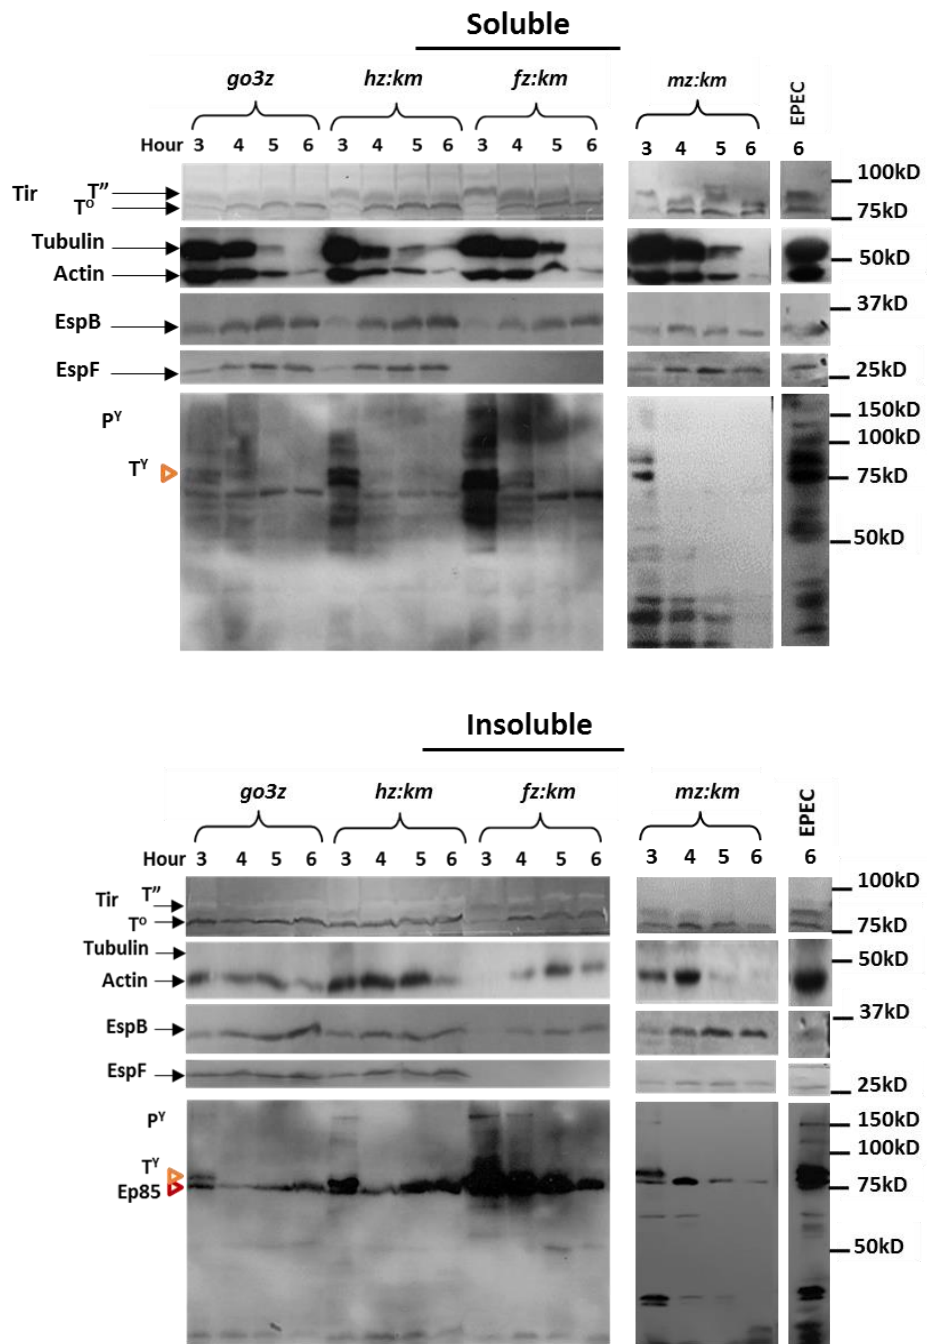 Soluble
go3z hz:km fz:km mz:km EPEC
Hour 3 4 5 6 3 4 5 6 3 4 5 6 3 4 5 6 6
100kD
Tir T”
Tº
75kD
Tubulin
50kD
Actin
37kD
EspB
EspF
25kD
Pʸ
150kD
100kD
Tʸ
75kD
50kD
Insoluble
go3z hz:km fz:km mz:km EPEC
Hour 3 4 5 6 3 4 5 6 3 4 5 6 3 4 5 6 6
100kD
Tir T”
Tº
75kD
Tubulin
50kD
Actin
37kD
EspB
EspF
25kD
Pʸ
150kD
100kD
Tʸ
Ep85
75kD
50kD